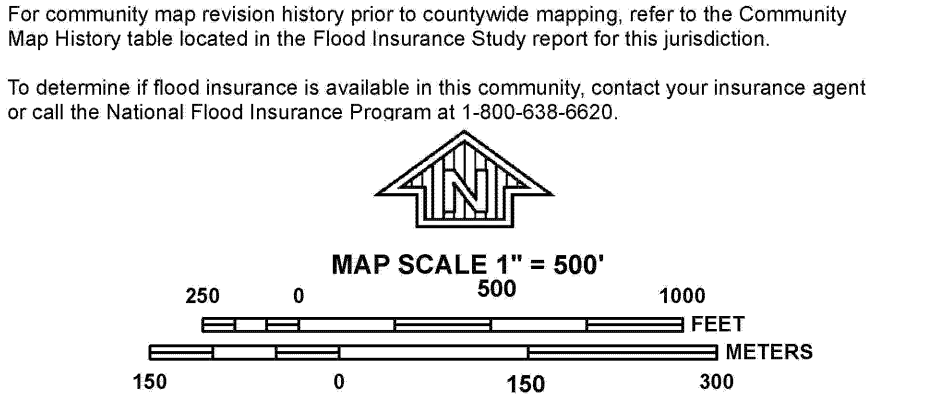 For community map revision history prior to countywide mapping, refer to the Community
Map History table located in the Flood Insurance Study report for this jurisdiction.
To determine if flood insurance is available in this community, contact your insurance agent
or call the National Flood Insurance Program at 1-800-638-6620.
N
MAP SCALE 1" = 500'
250 0 500 1000
FEET
METERS
150 0 150 300